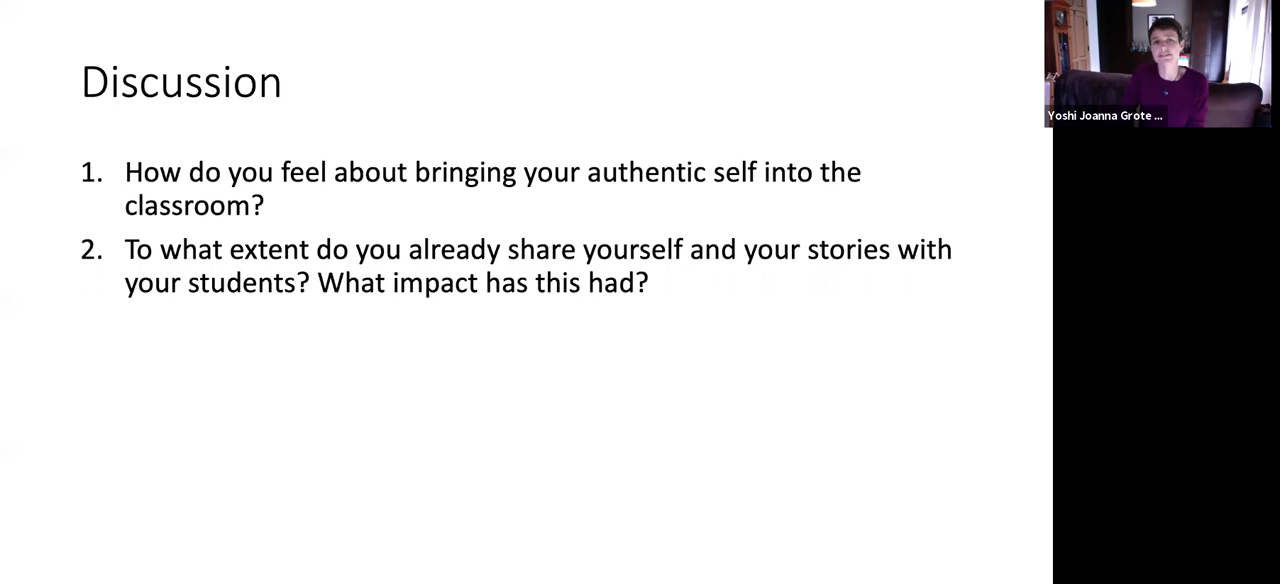 Discussion
1. How do you feel about bringing your authentic self into the
classroom?
2. To what extent do you already share yourself and your stories with
your students? What impact has this had?
Yoshi Joanna Grote ...